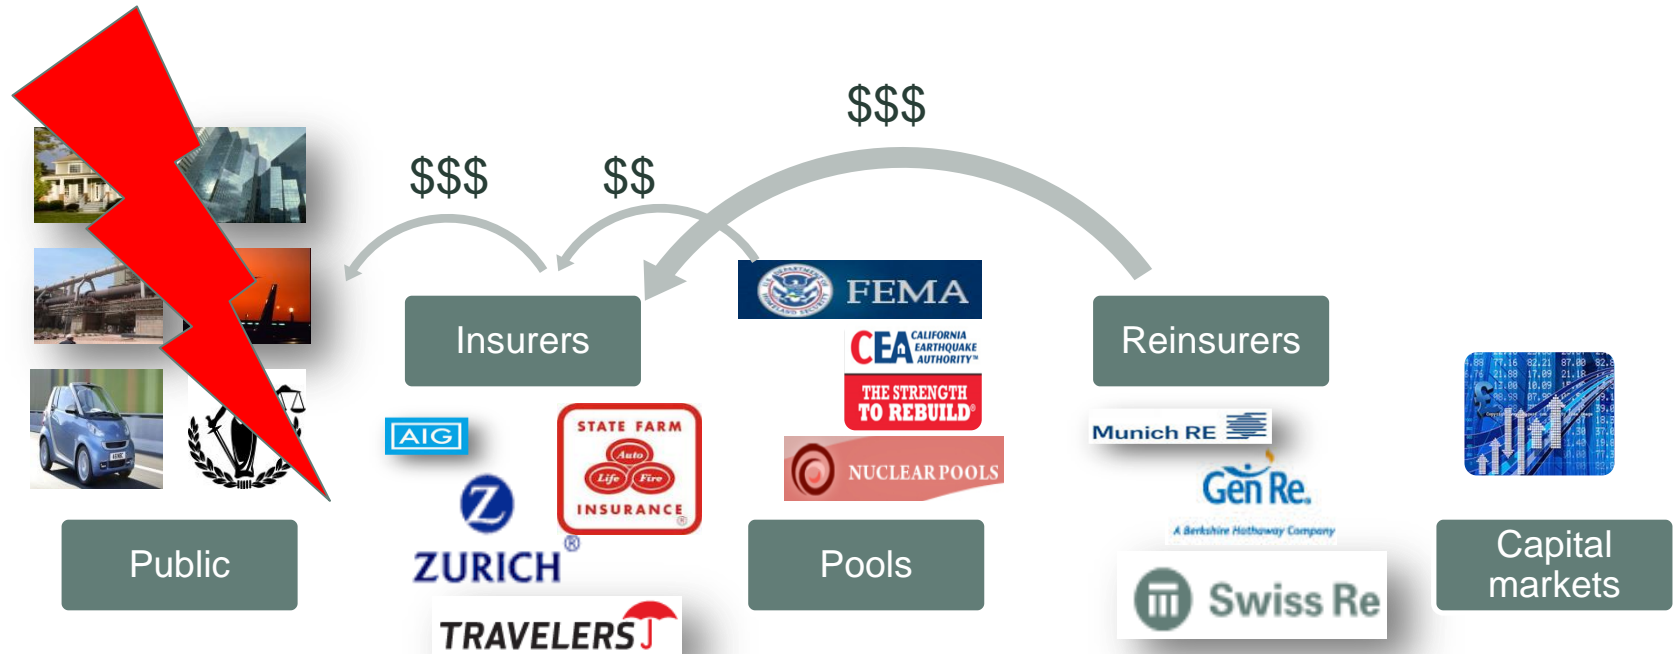 $$$
$$$
$$
Insurers
Reinsurers
Public
Pools
Capital
markets
AIG
STATE FARM
Auto
Life
Fire
INSURANCE
®
Z
ZURICH®
TRAVELERS
FEMA
CEA CALIFORNIA
EARTHQUAKE
AUTHORITY™
THE STRENGTH
TO REBUILD®
NUCLEAR POOLS
Munich RE
Gen Re.
A Berkshire Hathaway Company
Swiss Re